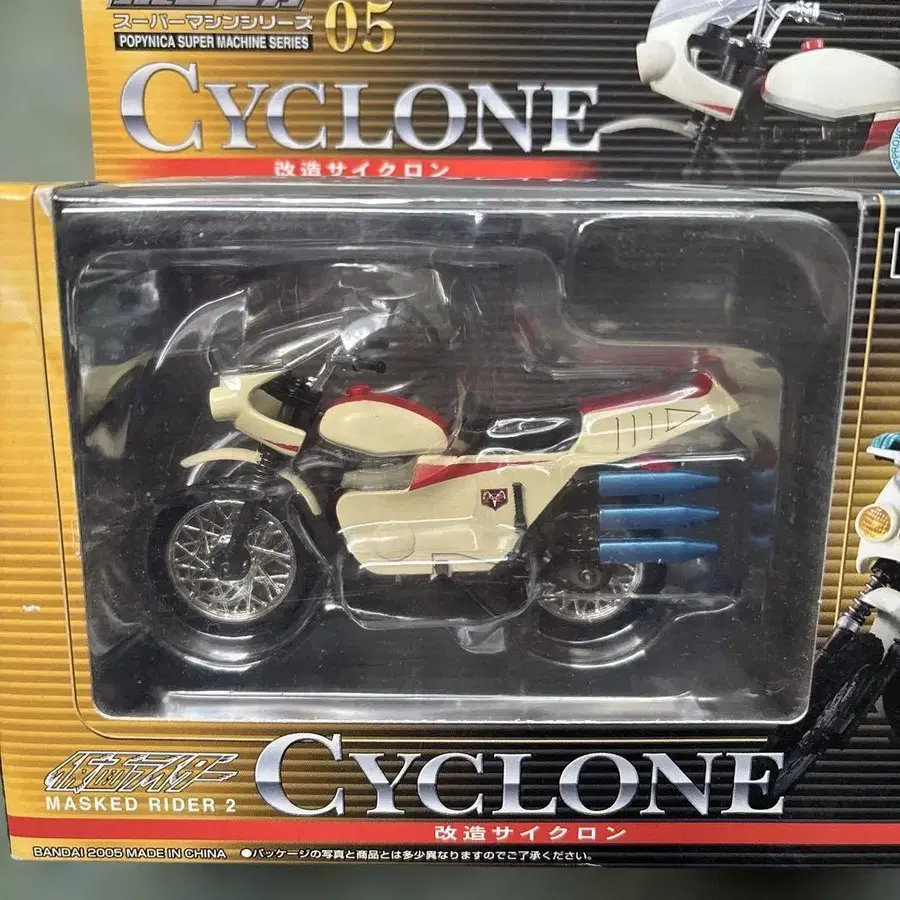 スーパーマシンシリーズ
POPYNICA SUPER MACHINE SERIES
05
CYCLONE
改造サイクロン
仮面ライダー
MASKED RIDER 2
CYCLONE
改造サイクロン
BANDAI 2005 MADE IN CHINA ●パッケージの写真と商品とは多少異なりますのでご了承ください。